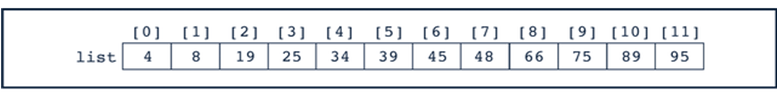 [0] [1] [2] [3] [4] [5] [6] [7] [8] [9] [10] [11]
list 4 8 19 25 34 39 45 48 66 75 89 95